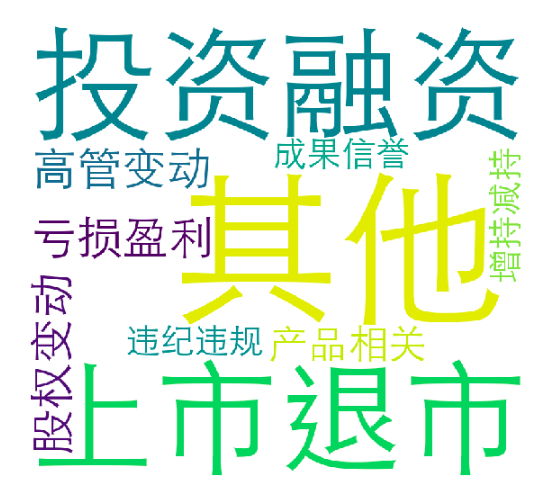 投资融资
成果信誉
高管变动
增持减持
其他
亏损盈利
股权变动
违纪违规
产品相关
上市退市